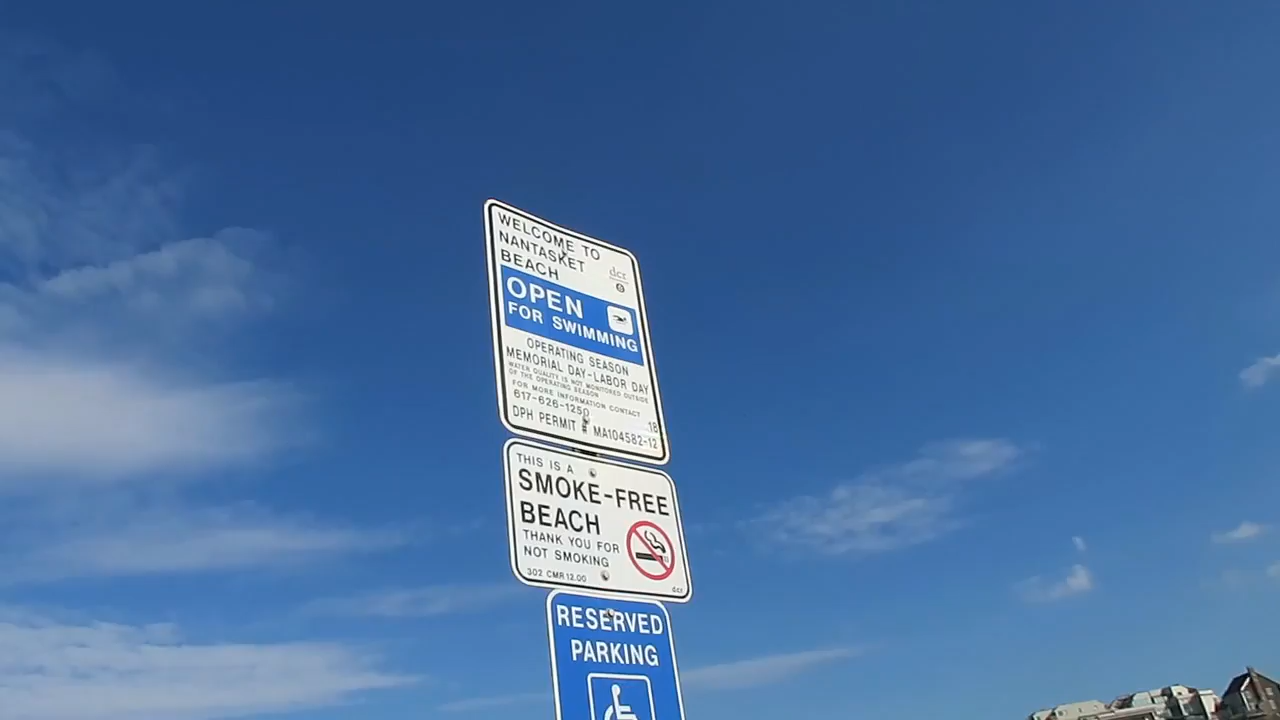 WELCOME TO
NANTASKET
BEACH
dcr
OPEN
FOR SWIMMING
OPERATING SEASON
MEMORIAL DAY-LABOR DAY
WATER QUALITY IS NOT MONITORED OUTSIDE
OF THE OPERATING SEASON
FOR MORE INFORMATION CONTACT
617-626-1250
.18
DPH PERMIT # MA104582-12
THIS IS A
SMOKE-FREE
BEACH
THANK YOU FOR
NOT SMOKING
302 CMR 12.00
dcr
RESERVED
PARKING